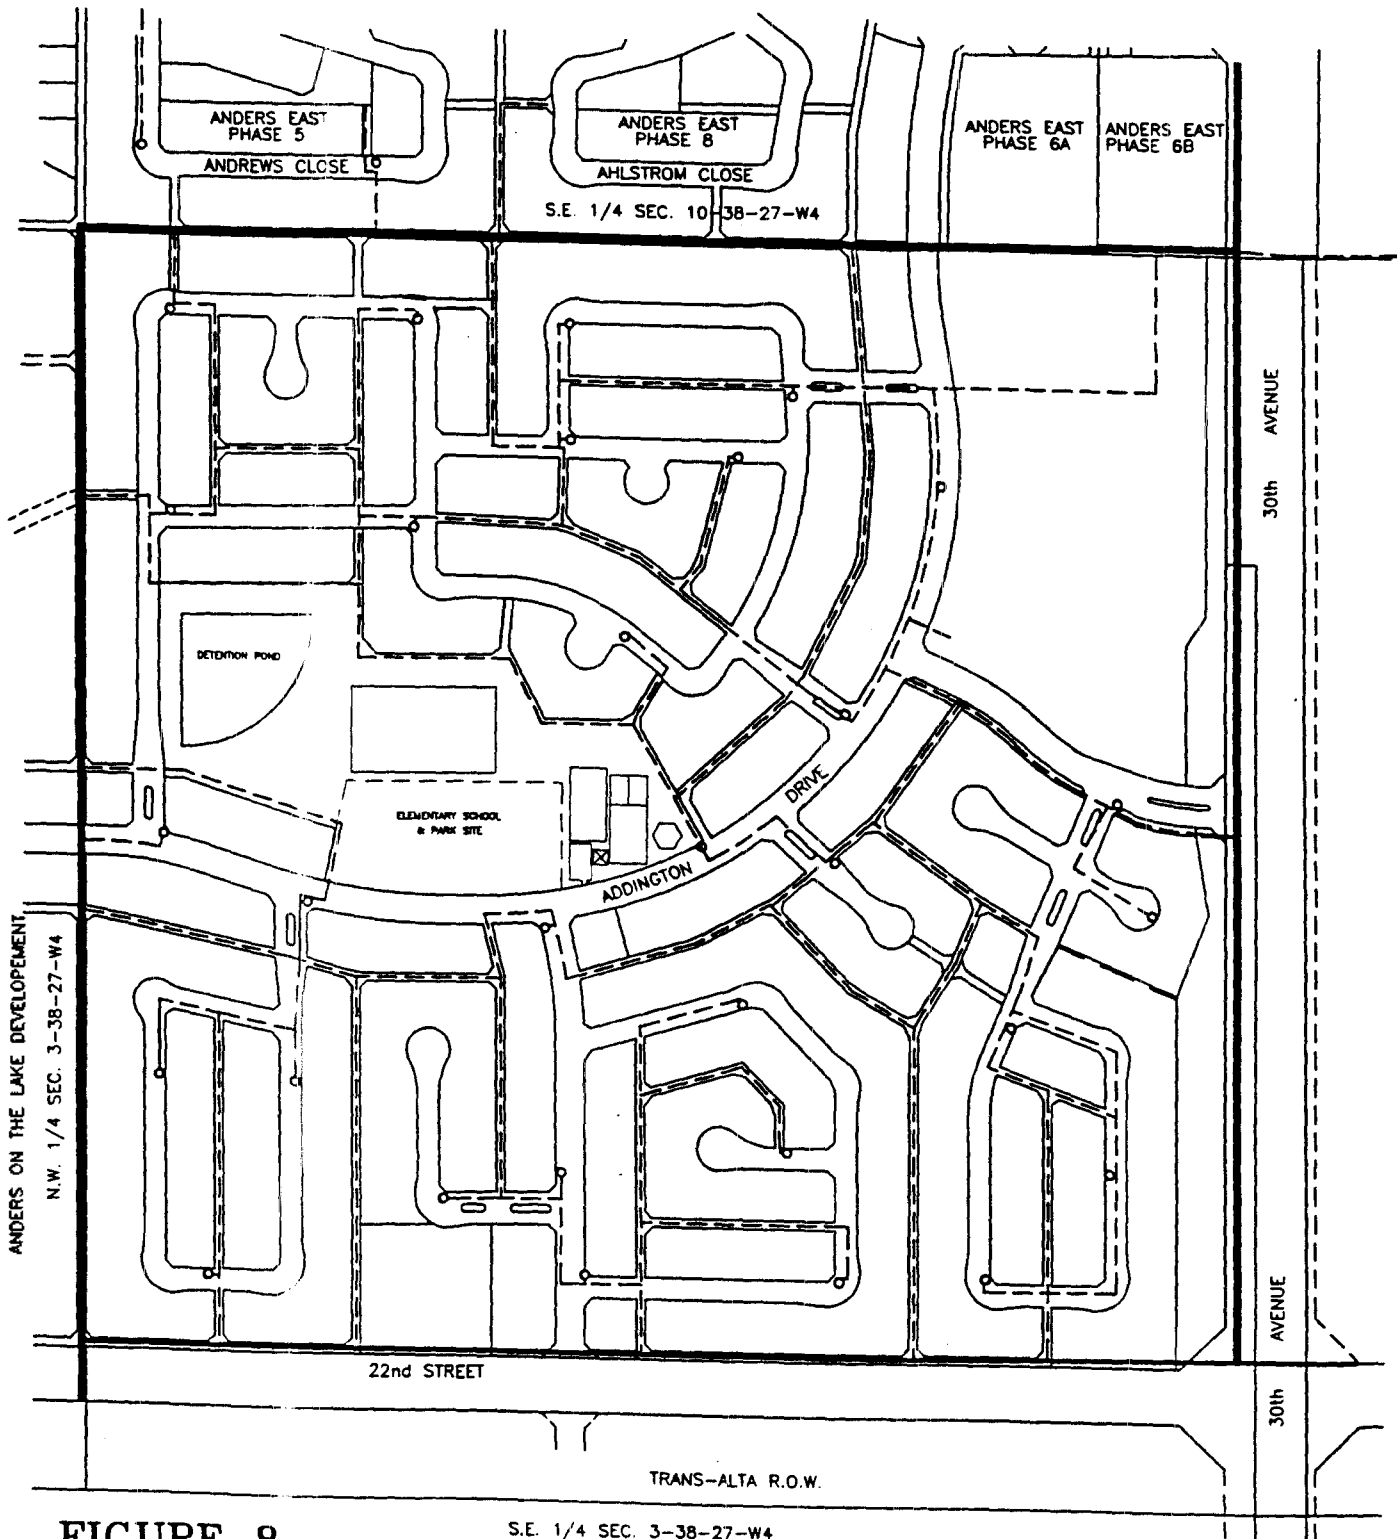 ANDERS EAST
PHASE 5
ANDREWS CLOSE
ANDERS EAST
PHASE 8
AHLSTROM CLOSE
ANDERS EAST
PHASE 6A
ANDERS EAST
PHASE 6B
S.E. 1/4 SEC. 10-38-27-W4
30th AVENUE
DETENTION POND
ELEMENTARY SCHOOL
& PARK SITE
ADDINGTON DRIVE
ANDERS ON THE LAKE DEVELOPEMENT
N.W. 1/4 SEC. 3-38-27-W4
30th AVENUE
22nd STREET
TRANS-ALTA R.O.W.
S.E. 1/4 SEC. 3-38-27-W4
FIGURE 8